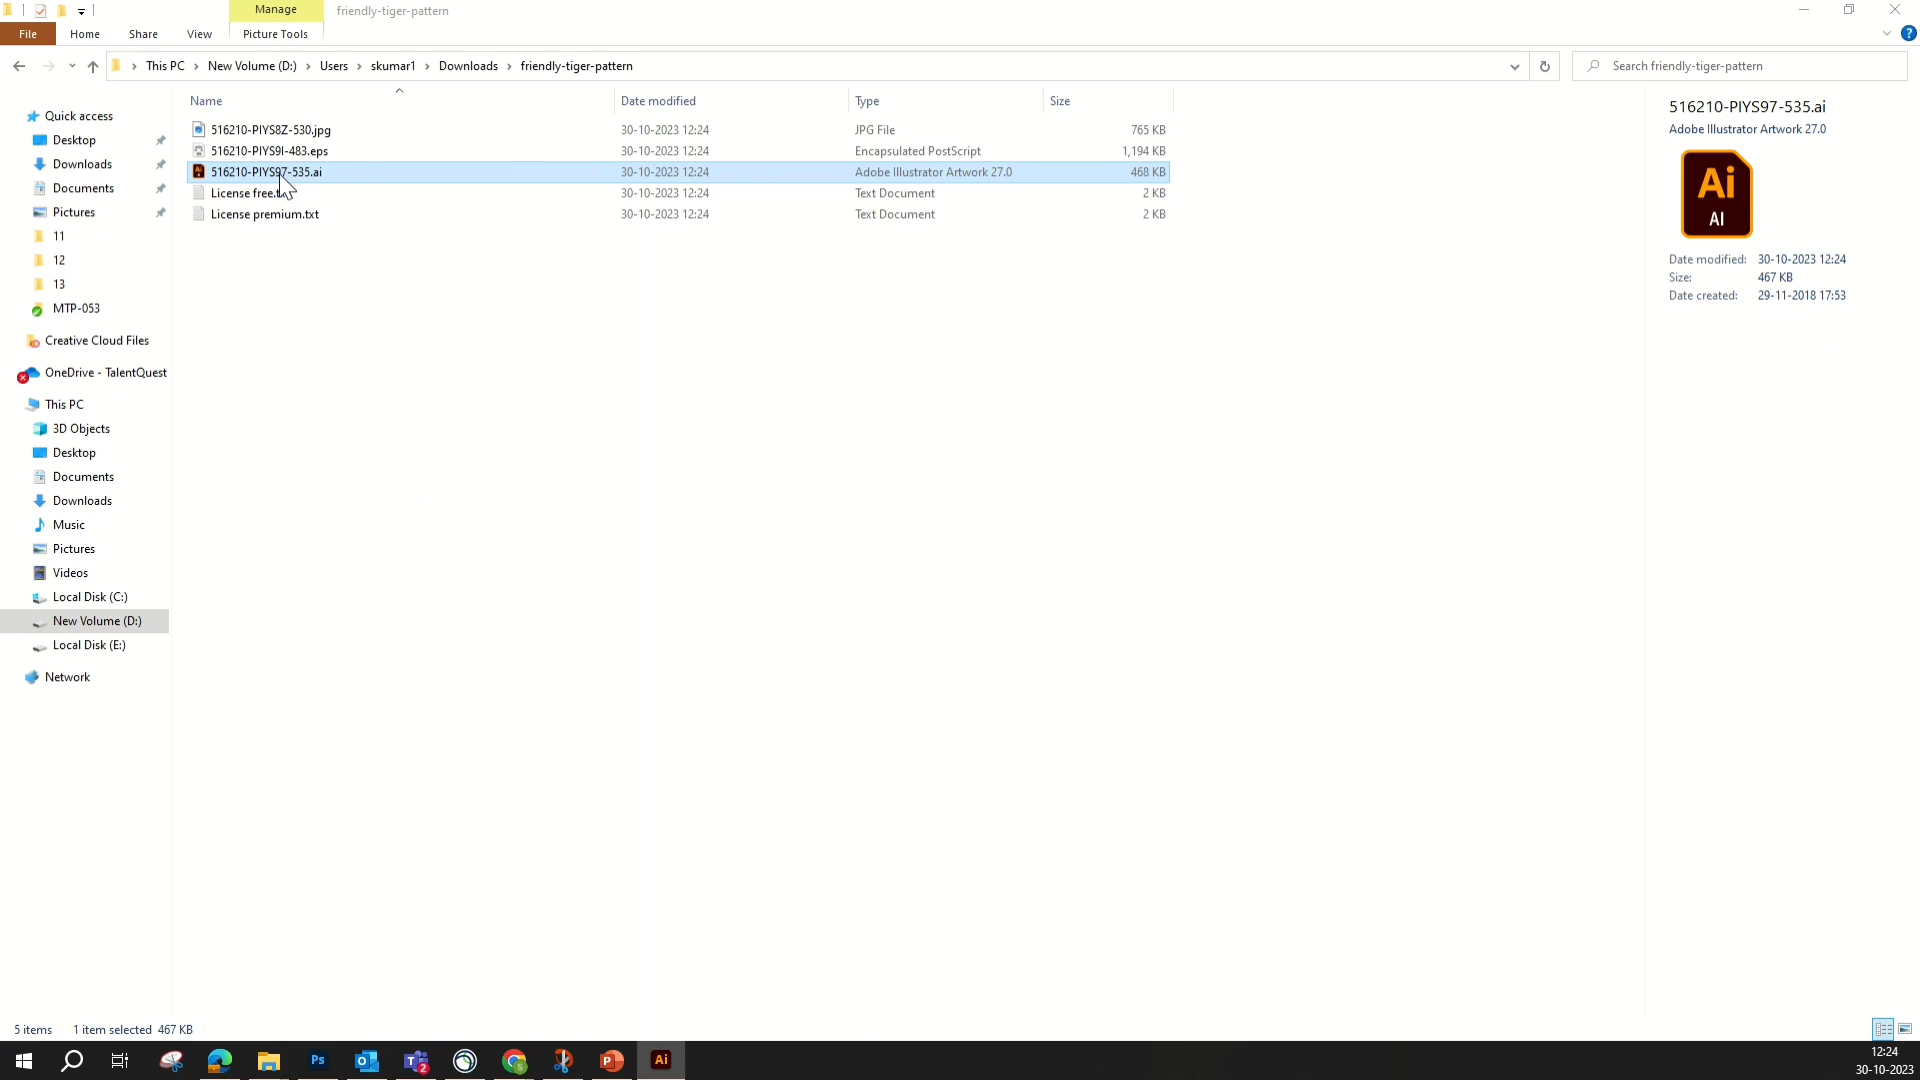 Manage
friendly-tiger-pattern
File
Home
Share
View
Picture Tools
This PC
New Volume (D:)
Users
skumar1
Downloads
friendly-tiger-pattern
Search friendly-tiger-pattern
Name
Date modified
Type
Size
516210-PIYS8Z-530.jpg
30-10-2023 12:24
JPG File
765 KB
516210-PIYS9I-483.eps
30-10-2023 12:24
Encapsulated PostScript
1,194 KB
516210-PIYS97-535.ai
30-10-2023 12:24
Adobe Illustrator Artwork 27.0
468 KB
License free.
30-10-2023 12:24
Text Document
2 KB
License premium.txt
30-10-2023 12:24
Text Document
2 KB
Quick access
Desktop
Downloads
Documents
Pictures
11
12
13
MTP-053
Creative Cloud Files
OneDrive - TalentQuest
This PC
3D Objects
Desktop
Documents
Downloads
Music
Pictures
Videos
Local Disk (C:)
New Volume (D:)
Local Disk (E:)
Network
516210-PIYS97-535.ai
Adobe Illustrator Artwork 27.0
Ai
AI
Date modified: 30-10-2023 12:24
Size: 467 KB
Date created: 29-11-2018 17:53
5 items
1 item selected 467 KB
Ps
2
S
P
Ai
12:24
30-10-2023